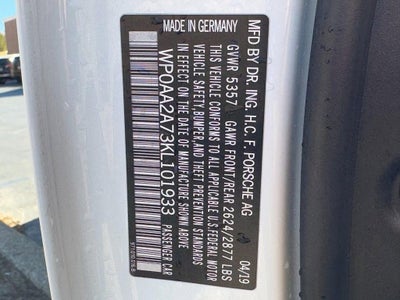 MFD BY DR. ING. H.C. F. PORSCHE AG 04/19
GVWR 5357 GAWR FRONT/REAR 2624/2877 LBS
THIS VEHICLE CONFORMS TO ALL APPLICABLE U.S.FEDERAL MOTOR
VEHICLE SAFETY,BUMPER,AND THEFT PREVENTION STANDARDS
IN EFFECT ON THE DATE OF MANUFACTURE SHOWN ABOVE
WP0AA2A73KL101933 PASSENGER CAR
MADE IN GERMANY